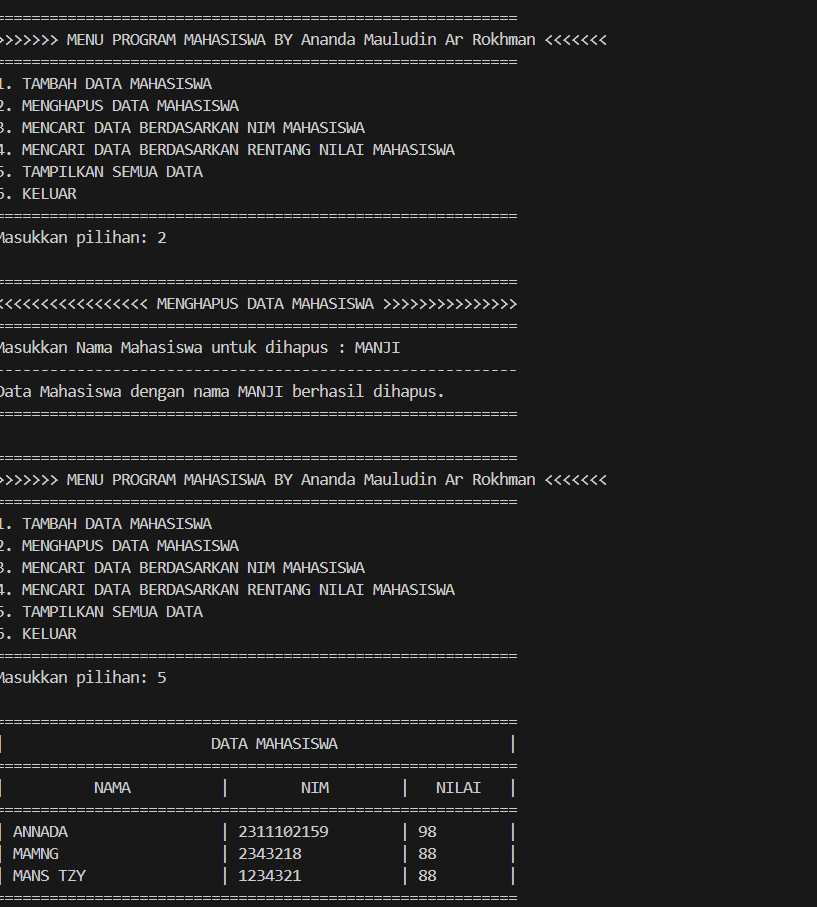 ==========================================================
>>>>>>> MENU PROGRAM MAHASISWA BY Ananda Mauludin Ar Rokhman <<<<<<<
==========================================================
1. TAMBAH DATA MAHASISWA
2. MENGHAPUS DATA MAHASISWA
3. MENCARI DATA BERDASARKAN NIM MAHASISWA
4. MENCARI DATA BERDASARKAN RENTANG NILAI MAHASISWA
5. TAMPILKAN SEMUA DATA
6. KELUAR
==========================================================
Masukkan pilihan: 2
==========================================================
<<<<<<<<<<<<<<<<< MENGHAPUS DATA MAHASISWA >>>>>>>>>>>>>>>
==========================================================
Masukkan Nama Mahasiswa untuk dihapus : MANJI
----------------------------------------------------------
Data Mahasiswa dengan nama MANJI berhasil dihapus.
==========================================================
==========================================================
>>>>>>> MENU PROGRAM MAHASISWA BY Ananda Mauludin Ar Rokhman <<<<<<<
==========================================================
1. TAMBAH DATA MAHASISWA
2. MENGHAPUS DATA MAHASISWA
3. MENCARI DATA BERDASARKAN NIM MAHASISWA
4. MENCARI DATA BERDASARKAN RENTANG NILAI MAHASISWA
5. TAMPILKAN SEMUA DATA
6. KELUAR
==========================================================
Masukkan pilihan: 5
==========================================================
|                       DATA MAHASISWA                   |
==========================================================
|          NAMA          |        NIM        |   NILAI   |
==========================================================
| ANNADA                 | 2311102159        | 98        |
| MAMNG                  | 2343218           | 88        |
| MANS TZY               | 1234321           | 88        |
==========================================================